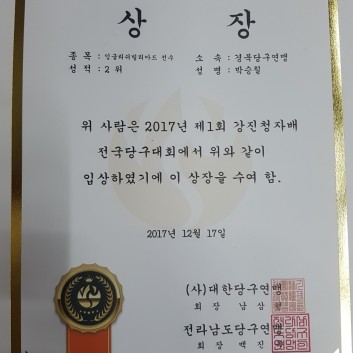 상 장
종 목 : 잉글리쉬빌리아드 선수 소 속 : 경북당구연맹
성 적 : 2 위 성 명 : 박승칠
위 사람은 2017년 제1회 강진청자배
전국당구대회에서 위와 같이
입상하였기에 이 상장을 수여 함.
2017년 12월 17일
(사)대한당구연맹
회 장 남 삼
전라남도당구연맹
회 장 백 진